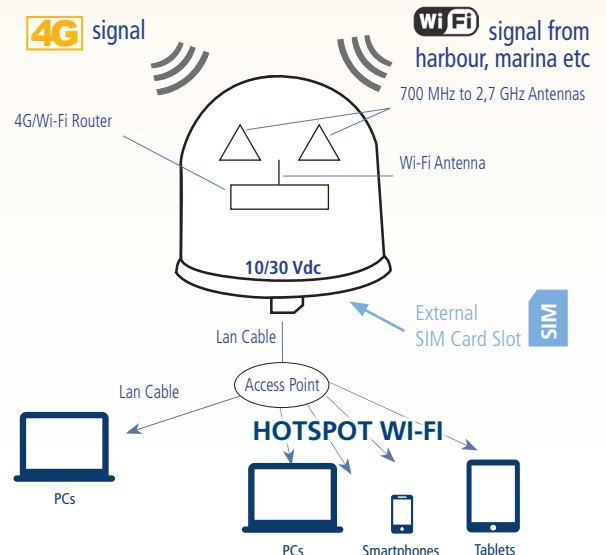 4G signal
Wi Fi signal from
harbour, marina etc
700 MHz to 2,7 GHz Antennas
4G/Wi-Fi Router
Wi-Fi Antenna
10/30 Vdc
External
SIM Card Slot
SIM
Lan Cable
Access Point
Lan Cable
HOTSPOT WI-FI
PCs
PCs
Smartphones
Tablets